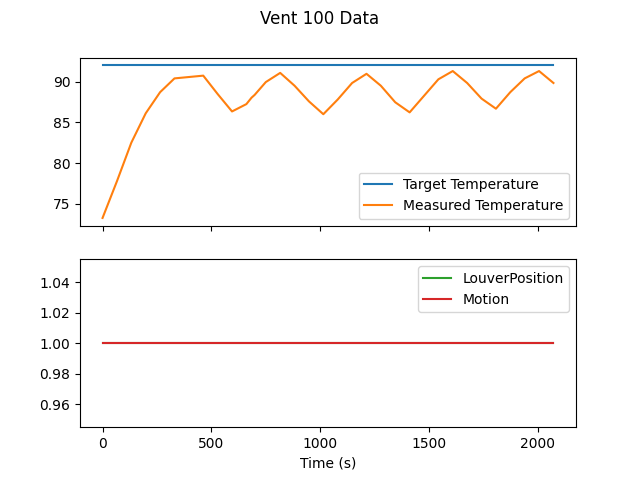 Vent 100 Data
90
85
80
75
Target Temperature
Measured Temperature
1.04
1.02
1.00
0.98
0.96
LouverPosition
Motion
0
500
1000
1500
2000
Time (s)